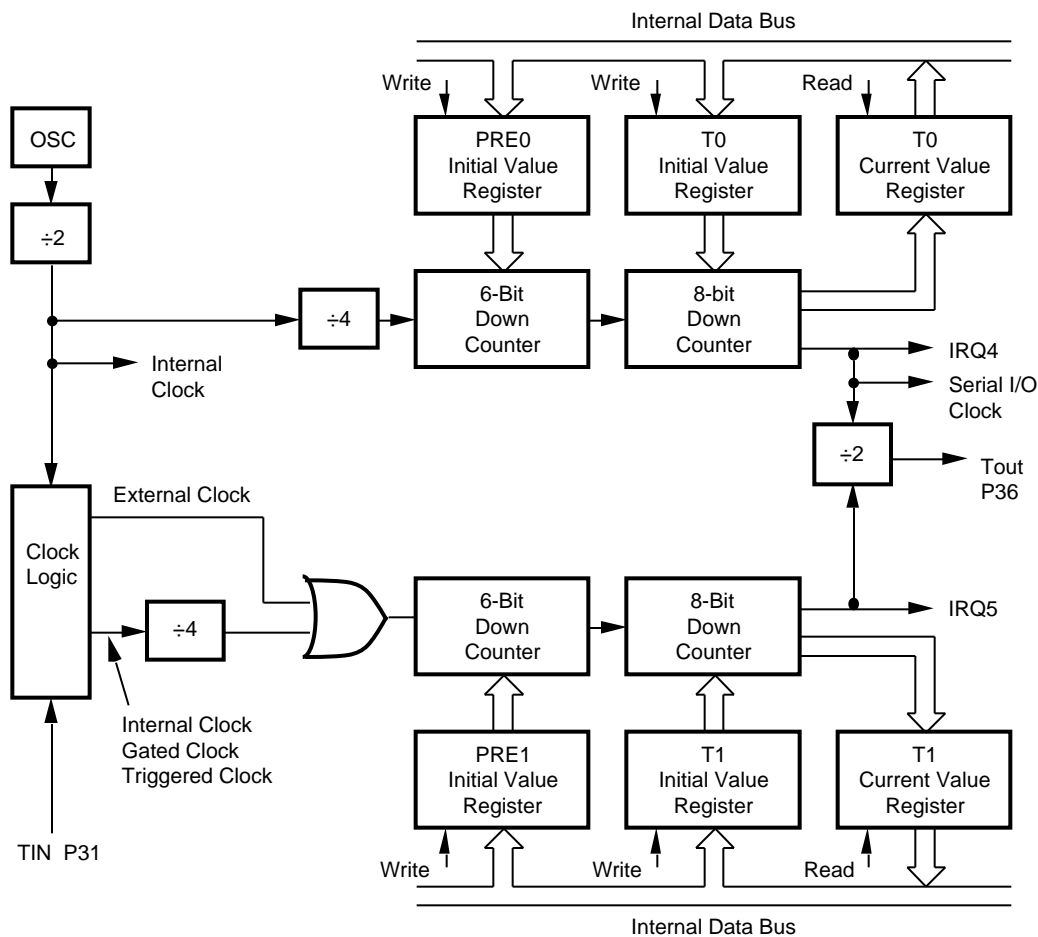 Internal Data Bus
Write
Write
Read
OSC
PRE0
Initial Value
Register
T0
Initial Value
Register
T0
Current Value
Register
÷2
÷4
6-Bit
Down
Counter
8-bit
Down
Counter
Internal
Clock
IRQ4
Serial I/O
Clock
÷2
Tout
P36
External Clock
Clock
Logic
÷4
6-Bit
Down
Counter
8-Bit
Down
Counter
IRQ5
Internal Clock
Gated Clock
Triggered Clock
PRE1
Initial Value
Register
T1
Initial Value
Register
T1
Current Value
Register
TIN P31
Write
Write
Read
Internal Data Bus